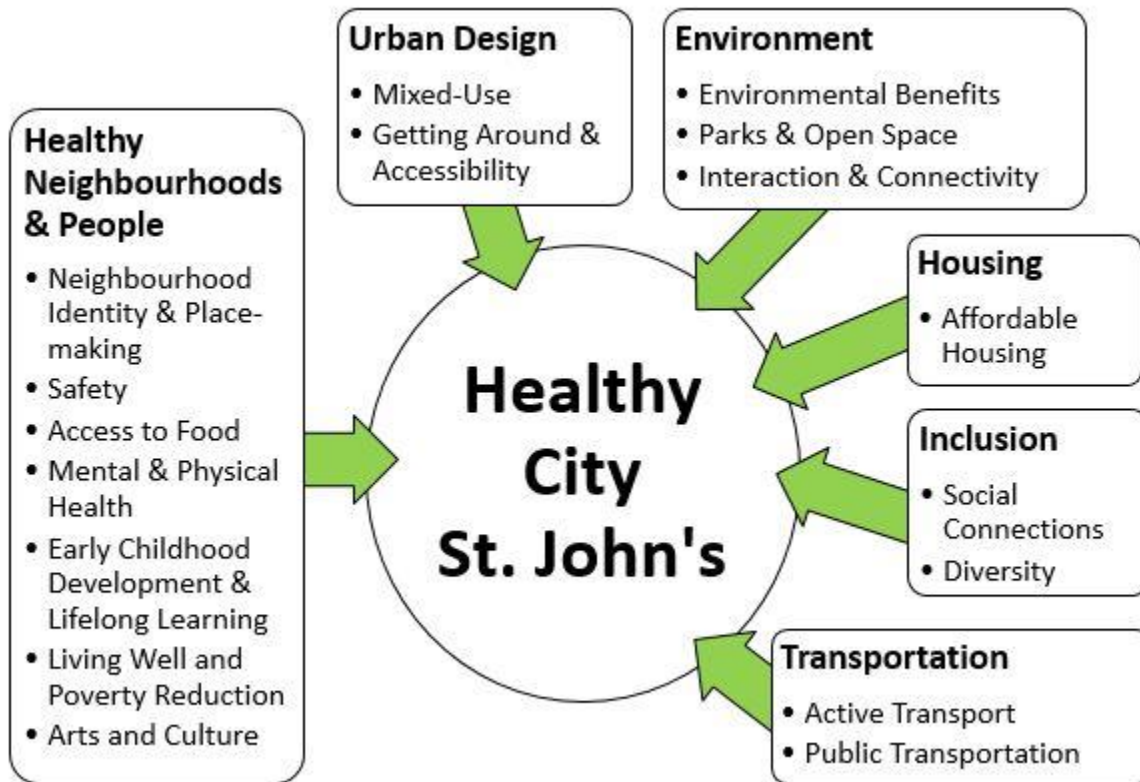 Urban Design
• Mixed-Use
• Getting Around &
Accessibility
Environment
• Environmental Benefits
• Parks & Open Space
• Interaction & Connectivity
Healthy
Neighbourhoods
& People
• Neighbourhood
Identity & Place-
making
• Safety
• Access to Food
• Mental & Physical
Health
• Early Childhood
Development &
Lifelong Learning
• Living Well and
Poverty Reduction
• Arts and Culture
Healthy
City
St. John's
Housing
• Affordable
Housing
Inclusion
• Social
Connections
• Diversity
Transportation
• Active Transport
• Public Transportation